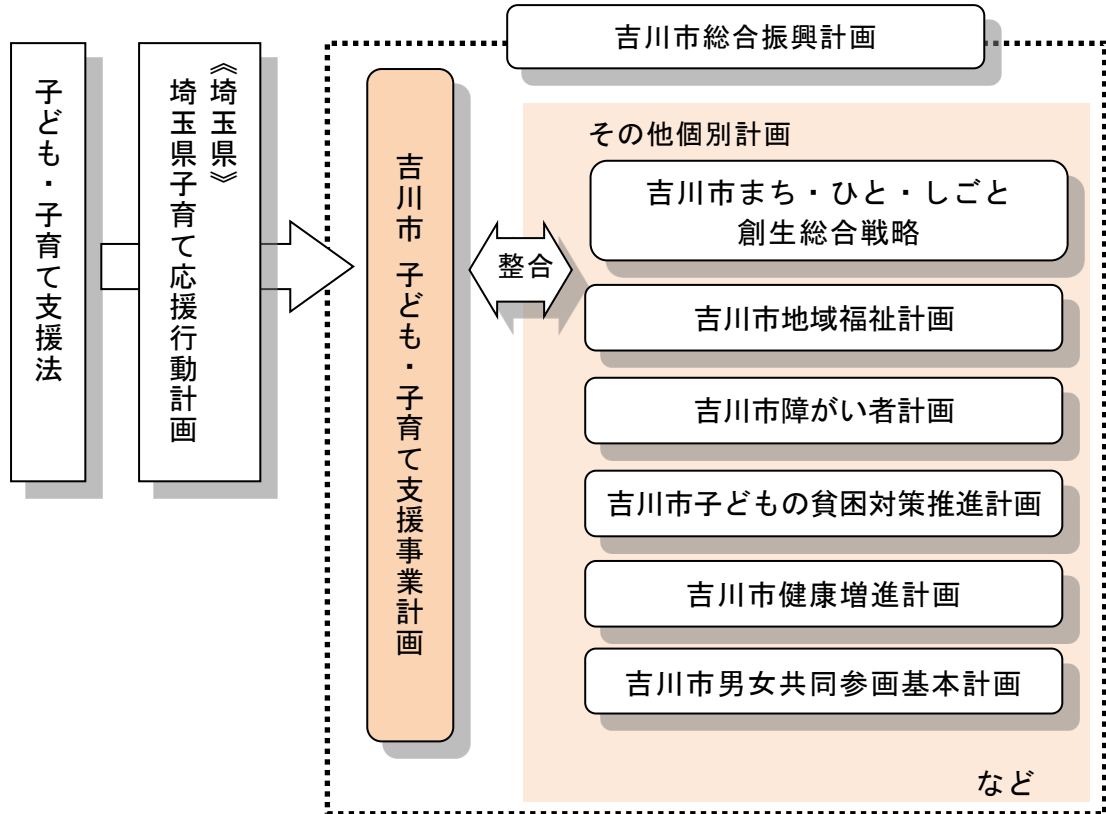 吉川市総合振興計画
子ども・子育て支援法
《埼玉県》
埼玉県子育て応援行動計画
吉川市 子ども・子育て支援事業計画
整合
その他個別計画
吉川市まち・ひと・しごと
創生総合戦略
吉川市地域福祉計画
吉川市障がい者計画
吉川市子どもの貧困対策推進計画
吉川市健康増進計画
吉川市男女共同参画基本計画
など